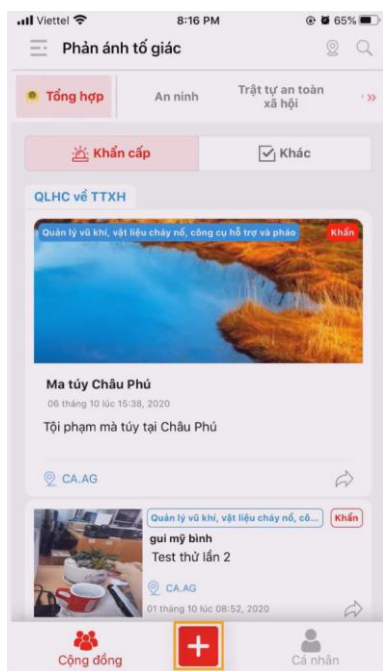 Viettel 8:16 PM 65%
Phản ánh tố giác
Tổng hợp An ninh Trật tự an toàn
xã hội
Khẩn cấp Khác
QLHC về TTXH
Quản lý vũ khí, vật liệu cháy nổ, công cụ hỗ trợ và pháo Khẩn
Ma túy Châu Phú
06 tháng 10 lúc 15:38, 2020
Tội phạm mà túy tại Châu Phú
CA.AG
Quản lý vũ khí, vật liệu cháy nổ, cô... Khẩn
gui mỹ bình
Test thử lần 2
CA.AG
01 tháng 10 lúc 08:52, 2020
Cộng đồng Cá nhân